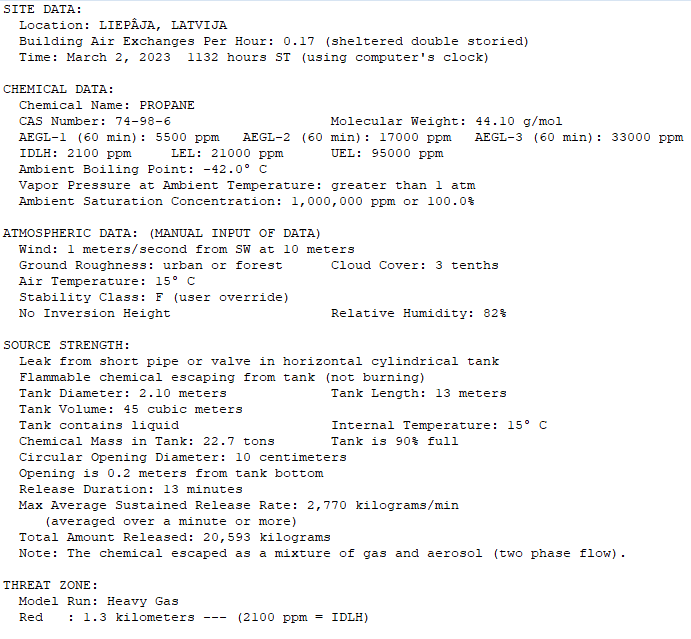 SITE DATA:
Location: LIEPÂJA, LATVIJA
Building Air Exchanges Per Hour: 0.17 (sheltered double storied)
Time: March 2, 2023 1132 hours ST (using computer's clock)
CHEMICAL DATA:
Chemical Name: PROPANE
CAS Number: 74-98-6 Molecular Weight: 44.10 g/mol
AEGL-1 (60 min): 5500 ppm AEGL-2 (60 min): 17000 ppm AEGL-3 (60 min): 33000 ppm
IDLH: 2100 ppm LEL: 21000 ppm UEL: 95000 ppm
Ambient Boiling Point: -42.0° C
Vapor Pressure at Ambient Temperature: greater than 1 atm
Ambient Saturation Concentration: 1,000,000 ppm or 100.0%
ATMOSPHERIC DATA: (MANUAL INPUT OF DATA)
Wind: 1 meters/second from SW at 10 meters
Ground Roughness: urban or forest Cloud Cover: 3 tenths
Air Temperature: 15° C
Stability Class: F (user override)
No Inversion Height Relative Humidity: 82%
SOURCE STRENGTH:
Leak from short pipe or valve in horizontal cylindrical tank
Flammable chemical escaping from tank (not burning)
Tank Diameter: 2.10 meters Tank Length: 13 meters
Tank Volume: 45 cubic meters
Tank contains liquid Internal Temperature: 15° C
Chemical Mass in Tank: 22.7 tons Tank is 90% full
Circular Opening Diameter: 10 centimeters
Opening is 0.2 meters from tank bottom
Release Duration: 13 minutes
Max Average Sustained Release Rate: 2,770 kilograms/min
(averaged over a minute or more)
Total Amount Released: 20,593 kilograms
Note: The chemical escaped as a mixture of gas and aerosol (two phase flow).
THREAT ZONE:
Model Run: Heavy Gas
Red : 1.3 kilometers --- (2100 ppm = IDLH)